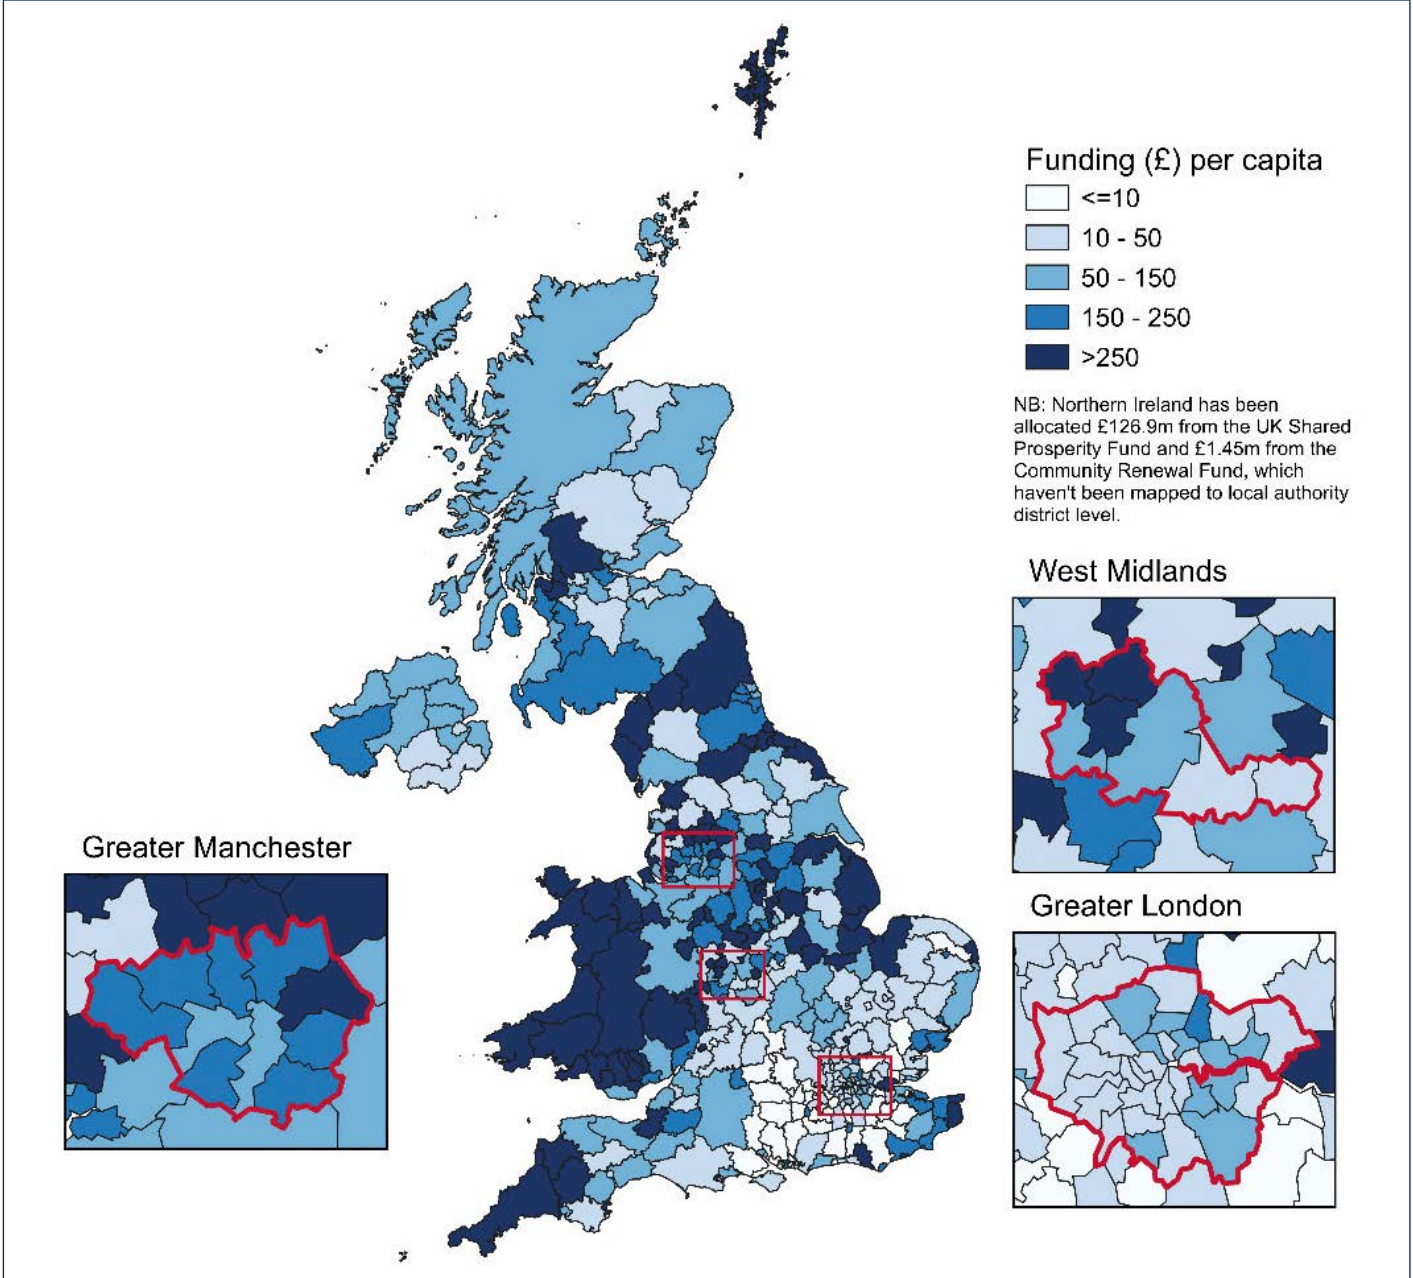 Funding (£) per capita
<=10
10 - 50
50 - 150
150 - 250
>250
NB: Northern Ireland has been
allocated £126.9m from the UK Shared
Prosperity Fund and £1.45m from the
Community Renewal Fund, which
haven't been mapped to local authority
district level.
West Midlands
Greater Manchester
Greater London